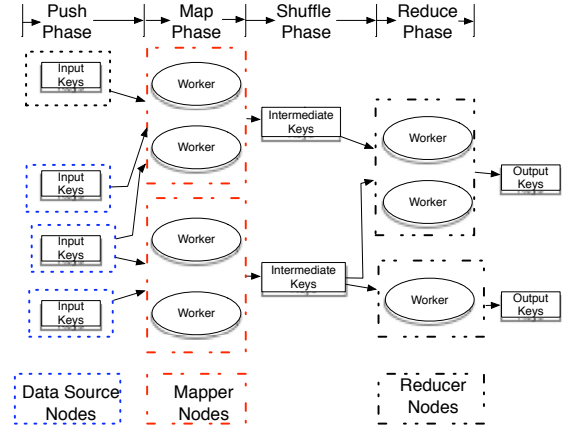 Push Phase
Map Phase
Shuffle Phase
Reduce Phase
Input Keys
Worker
Worker
Intermediate Keys
Worker
Input Keys
Worker
Output Keys
Input Keys
Worker
Intermediate Keys
Input Keys
Worker
Worker
Output Keys
Data Source Nodes
Mapper Nodes
Reducer Nodes